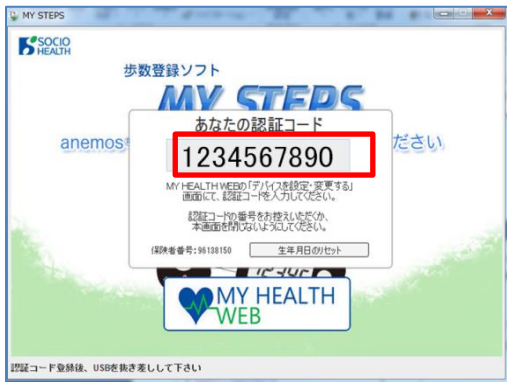 MY STEPS
SOCIO
HEALTH
歩数登録ソフト
MY STEPS
anemosを
ださい
あなたの認証コード
1234567890
MY HEALTH WEBの「デバイスを設定・変更する」
画面にて、認証コードを入力してください。
認証コードの番号をお控えいただくか、
本画面を閉じないようにしてください。
保険者番号:96138150
生年月日のリセット
MY HEALTH
WEB
認証コード登録後、USBを抜き差しして下さい